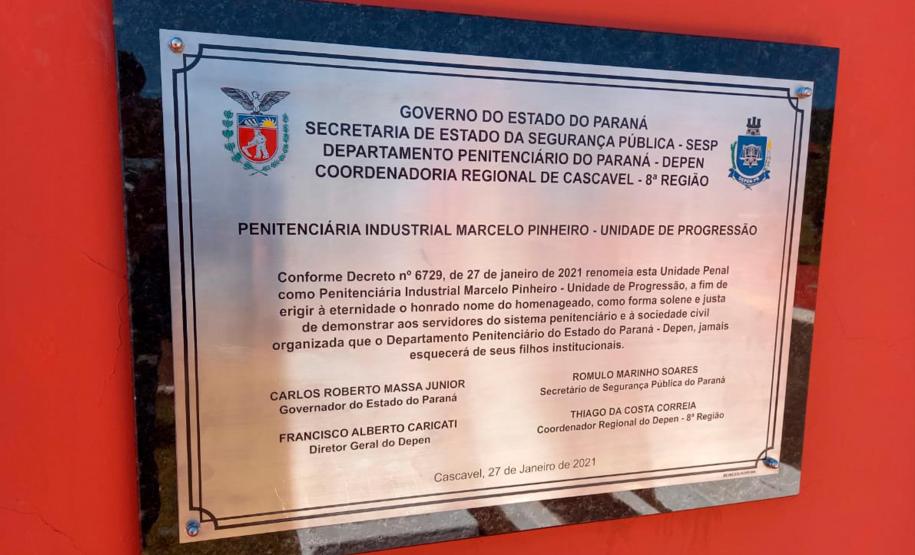 GOVERNO DO ESTADO DO PARANÁ
SECRETARIA DE ESTADO DA SEGURANÇA PÚBLICA - SESP
DEPARTAMENTO PENITENCIÁRIO DO PARANÁ - DEPEN
COORDENADORIA REGIONAL DE CASCAVEL - 8ª REGIÃO
DEPEN-PR
PENITENCIÁRIA INDUSTRIAL MARCELO PINHEIRO - UNIDADE DE PROGRESSÃO
Conforme Decreto nº 6729, de 27 de janeiro de 2021 renomeia esta Unidade Penal
como Penitenciária Industrial Marcelo Pinheiro - Unidade de Progressão, a fim de
erigir à eternidade o honrado nome do homenageado, como forma solene e justa
de demonstrar aos servidores do sistema penitenciário e à sociedade civil
organizada que o Departamento Penitenciário do Estado do Paraná - Depen, jamais
esquecerá de seus filhos institucionais.
CARLOS ROBERTO MASSA JUNIOR
Governador do Estado do Paraná
ROMULO MARINHO SOARES
Secretário de Segurança Pública do Paraná
FRANCISCO ALBERTO CARICATI
Diretor Geral do Depen
THIAGO DA COSTA CORREIA
Coordenador Regional do Depen - 8ª Região
Cascavel, 27 de Janeiro de 2021